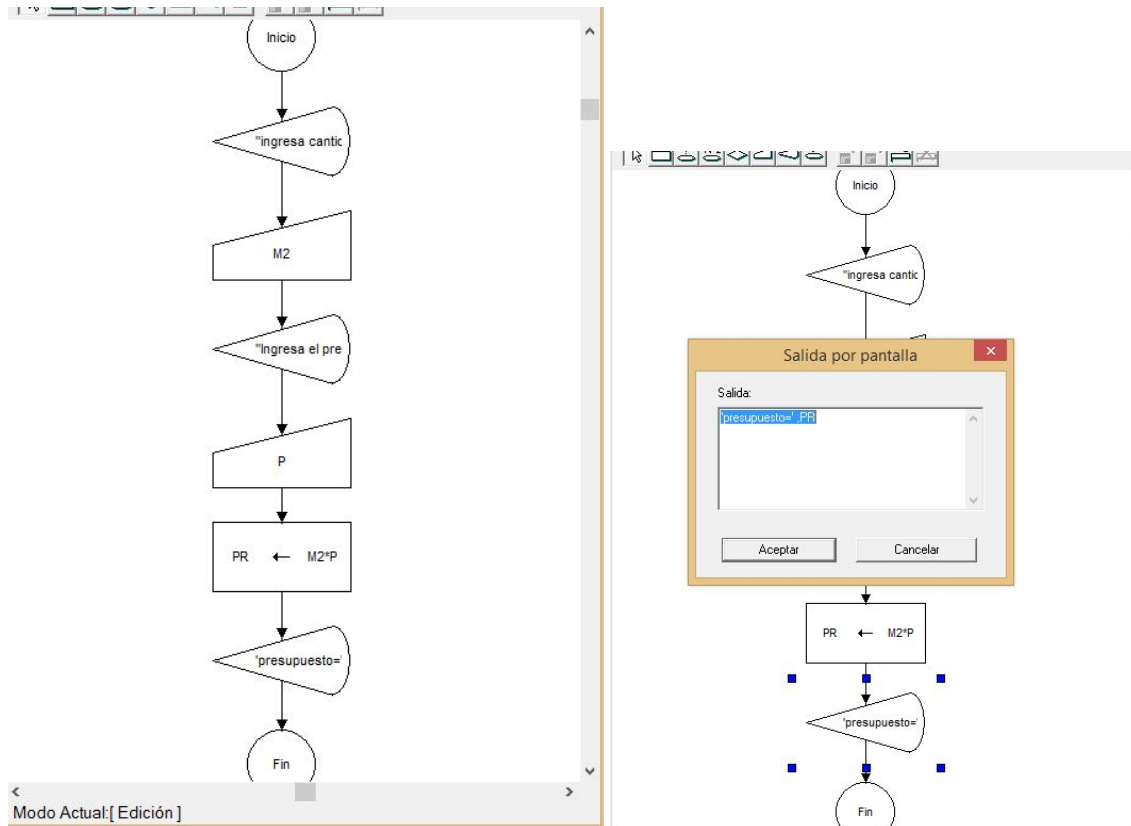 Inicio
"ingresa cantic
M2
"Ingresa el pre
P
PR ← M2*P
'presupuesto='
Fin
Modo Actual:[ Edición ]
Inicio
"ingresa cantic
Salida por pantalla
Salida:
'presupuesto=' ,PR
Aceptar Cancelar
PR ← M2*P
'presupuesto='
Fin